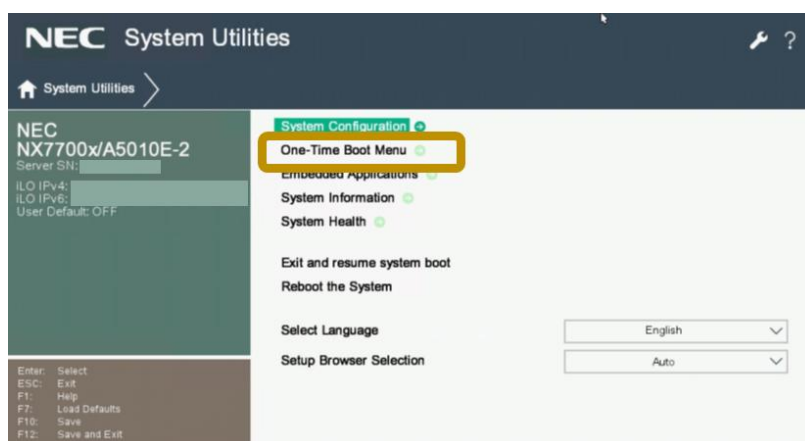 NEC System Utilities
?
System Utilities
NEC
NX7700x/A5010E-2
Server SN:
iLO IPv4:
iLO IPv6:
User Default: OFF
System Configuration
One-Time Boot Menu
Embedded Applications
System Information
System Health
Exit and resume system boot
Reboot the System
Select Language English
Setup Browser Selection Auto
Enter: Select
ESC: Exit
F1: Help
F7: Load Defaults
F10: Save
F12: Save and Exit